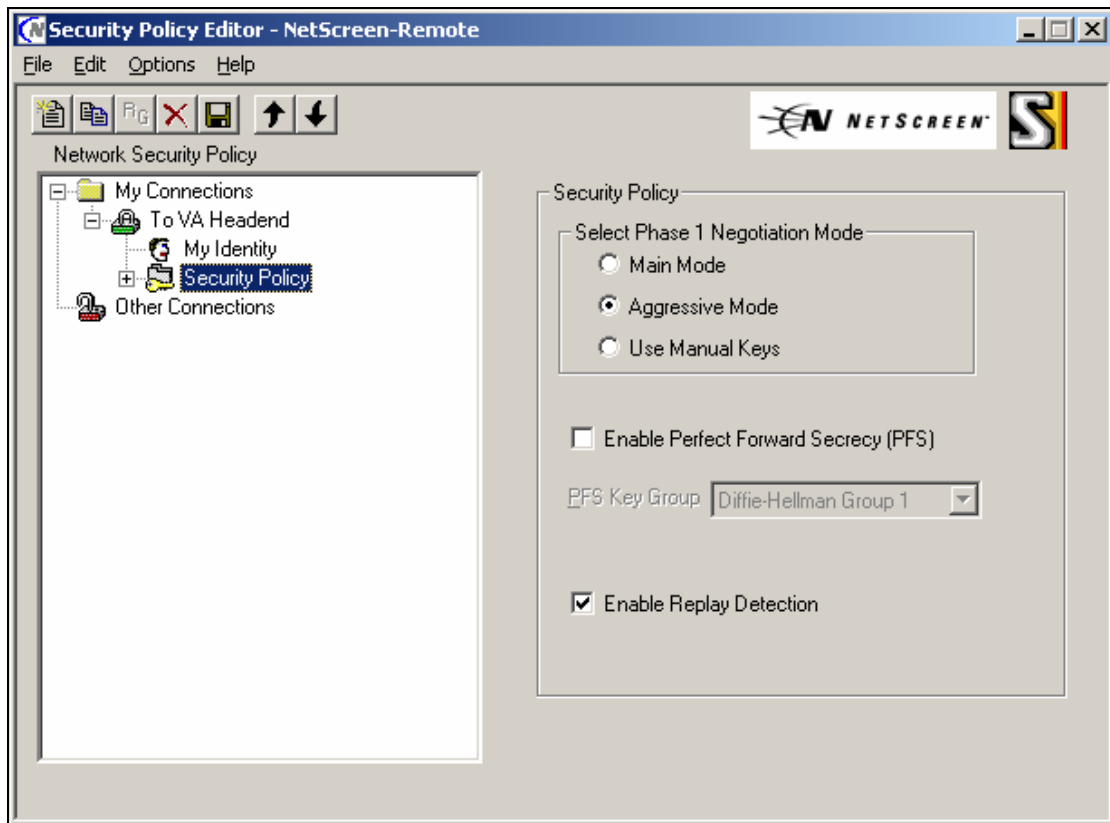 Security Policy Editor - NetScreen-Remote
File Edit Options Help
RG
Network Security Policy
N NETSCREEN
S
My Connections
To VA Headend
My Identity
Security Policy
Other Connections
Security Policy
Select Phase 1 Negotiation Mode
Main Mode
Aggressive Mode
Use Manual Keys
Enable Perfect Forward Secrecy (PFS)
PFS Key Group Diffie-Hellman Group 1
Enable Replay Detection